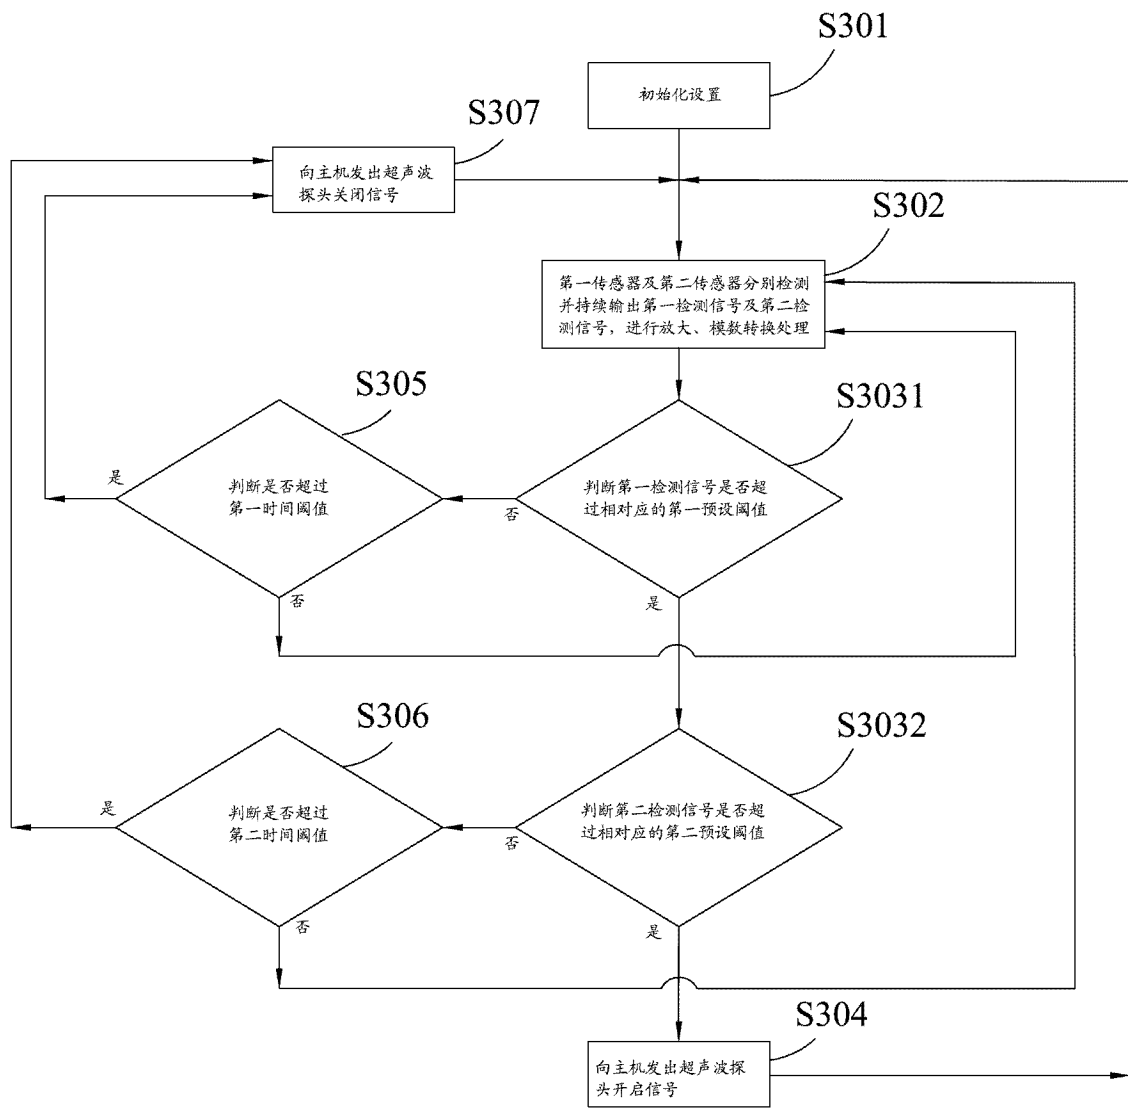 S301
初始化设置
S307
向主机发出超声波
探头关闭信号
S302
第一传感器及第二传感器分别检测
并持续输出第一检测信号及第二检
测信号，进行放大、模数转换处理
S305
S3031
是
判断是否超过
第一时间阈值
否
判断第一检测信号是否超
过相对应的第一预设阈值
否
是
S306
S3032
是
判断是否超过
第二时间阈值
否
判断第二检测信号是否超
过相对应的第二预设阈值
否
是
S304
向主机发出超声波探
头开启信号